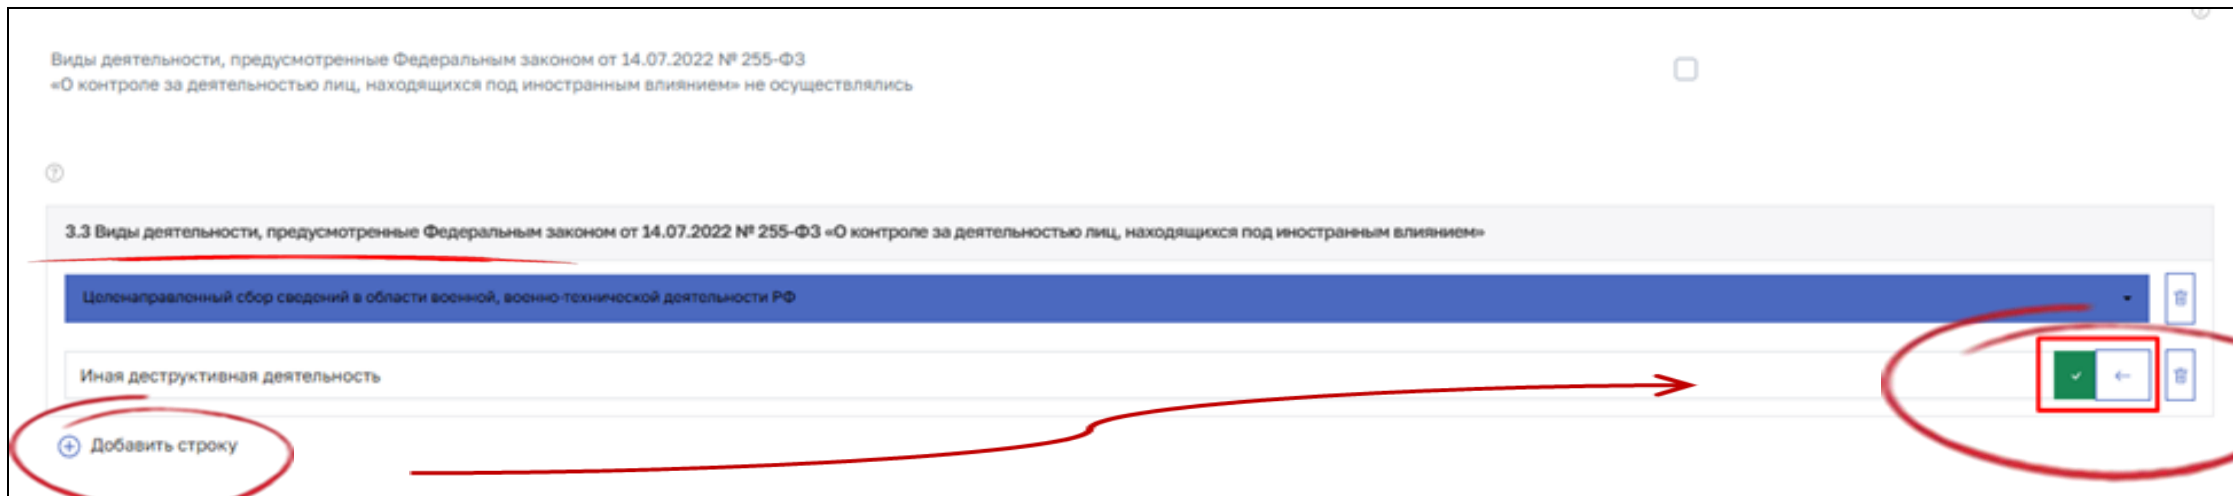 Виды деятельности, предусмотренные Федеральным законом от 14.07.2022 № 255-ФЗ
«О контроле за деятельностью лиц, находящихся под иностранным влиянием» не осуществлялись
3.3 Виды деятельности, предусмотренные Федеральным законом от 14.07.2022 № 255-ФЗ «О контроле за деятельностью лиц, находящихся под иностранным влиянием»
Целенаправленный сбор сведений в области военной, военно-технической деятельности РФ
Иная деструктивная деятельность
Добавить строку